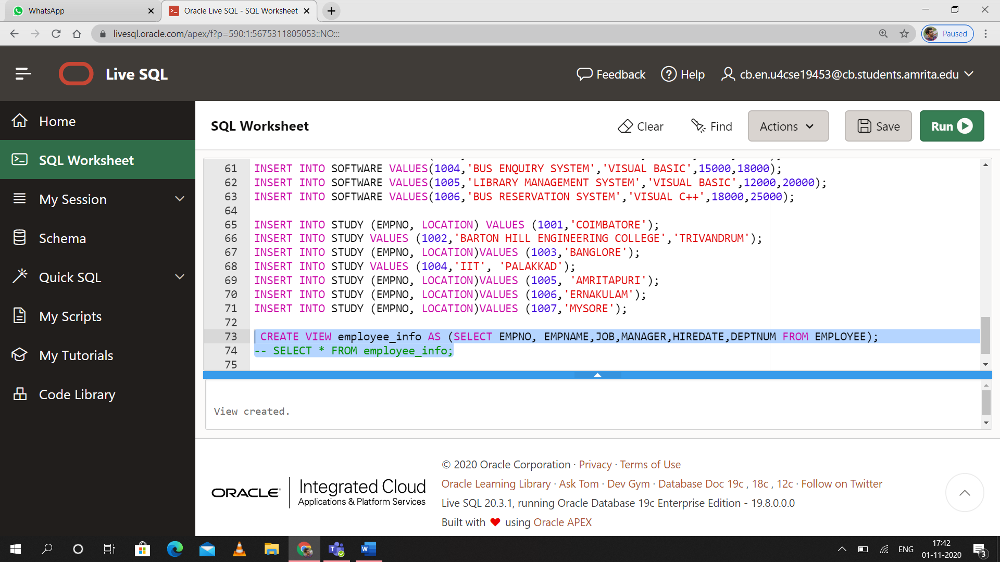 WhatsApp
Oracle Live SQL - SQL Worksheet
livesql.oracle.com/apex/f?p=590:1:5675311805053::NO:::
Paused
Live SQL
Feedback
Help
cb.en.u4cse19453@cb.students.amrita.edu
Home
SQL Worksheet
My Session
Schema
Quick SQL
My Scripts
My Tutorials
Code Library
SQL Worksheet
Clear
Find
Actions
Save
Run
61 INSERT INTO SOFTWARE VALUES(1004,'BUS ENQUIRY SYSTEM','VISUAL BASIC',15000,18000);
62 INSERT INTO SOFTWARE VALUES(1005,'LIBRARY MANAGEMENT SYSTEM','VISUAL BASIC',12000,20000);
63 INSERT INTO SOFTWARE VALUES(1006,'BUS RESERVATION SYSTEM','VISUAL C++',18000,25000);
64
65 INSERT INTO STUDY (EMPNO, LOCATION) VALUES (1001,'COIMBATORE');
66 INSERT INTO STUDY VALUES (1002,'BARTON HILL ENGINEERING COLLEGE','TRIVANDRUM');
67 INSERT INTO STUDY (EMPNO, LOCATION)VALUES (1003,'BANGLORE');
68 INSERT INTO STUDY VALUES (1004,'IIT', 'PALAKKAD');
69 INSERT INTO STUDY (EMPNO, LOCATION)VALUES (1005, 'AMRITAPURI');
70 INSERT INTO STUDY (EMPNO, LOCATION)VALUES (1006,'ERNAKULAM');
71 INSERT INTO STUDY (EMPNO, LOCATION)VALUES (1007,'MYSORE');
72
73 CREATE VIEW employee_info AS (SELECT EMPNO, EMPNAME,JOB,MANAGER,HIREDATE,DEPTNUM FROM EMPLOYEE);
74 -- SELECT * FROM employee_info;
75
View created.
© 2020 Oracle Corporation · Privacy · Terms of Use
ORACLE
Integrated Cloud
Applications & Platform Services
Oracle Learning Library · Ask Tom · Dev Gym · Database Doc 19c , 18c , 12c · Follow on Twitter
Live SQL 20.3.1, running Oracle Database 19c Enterprise Edition - 19.8.0.0.0
Built with ❤ using Oracle APEX
ENG
17:42
01-11-2020
3